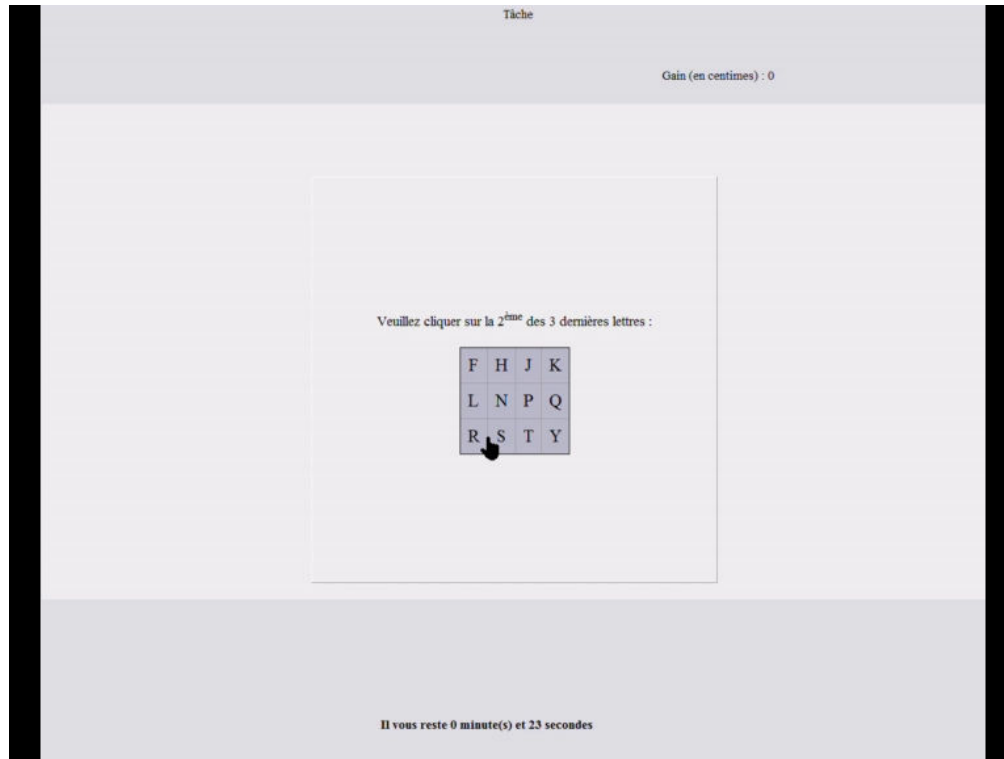 Tâche
Gain (en centimes) : 0
Veuillez cliquer sur la 2ème des 3 dernières lettres :
F H J K
L N P Q
R S T Y
Il vous reste 0 minute(s) et 23 secondes